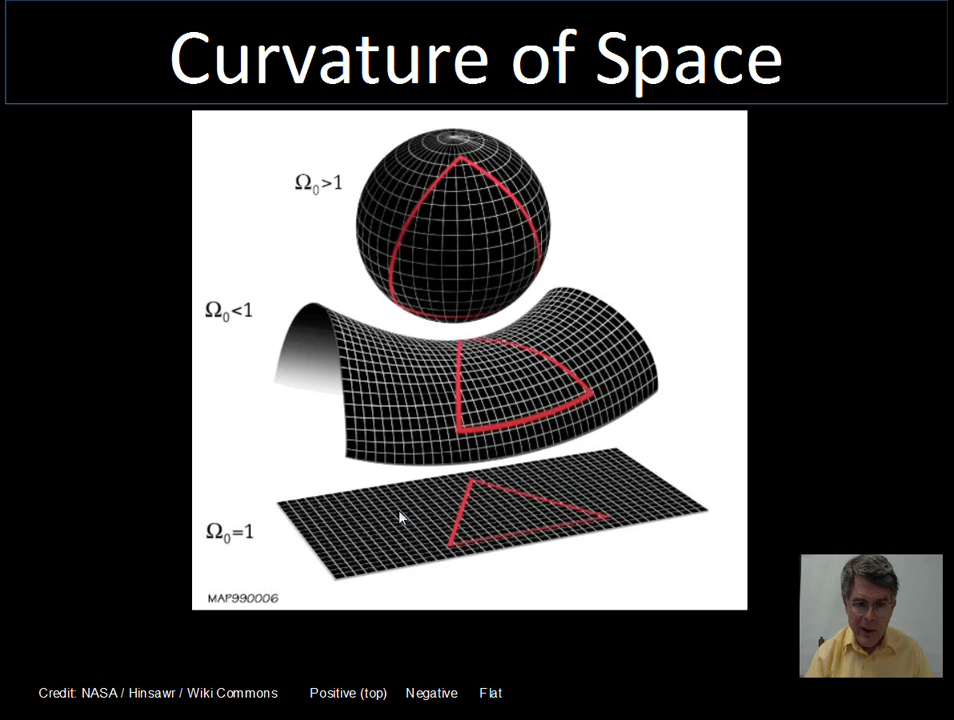 Curvature of Space
Ω₀>1
Ω₀<1
Ω₀=1
MAP990006
Credit: NASA / Hinsawr / Wiki Commons Positive (top) Negative Flat